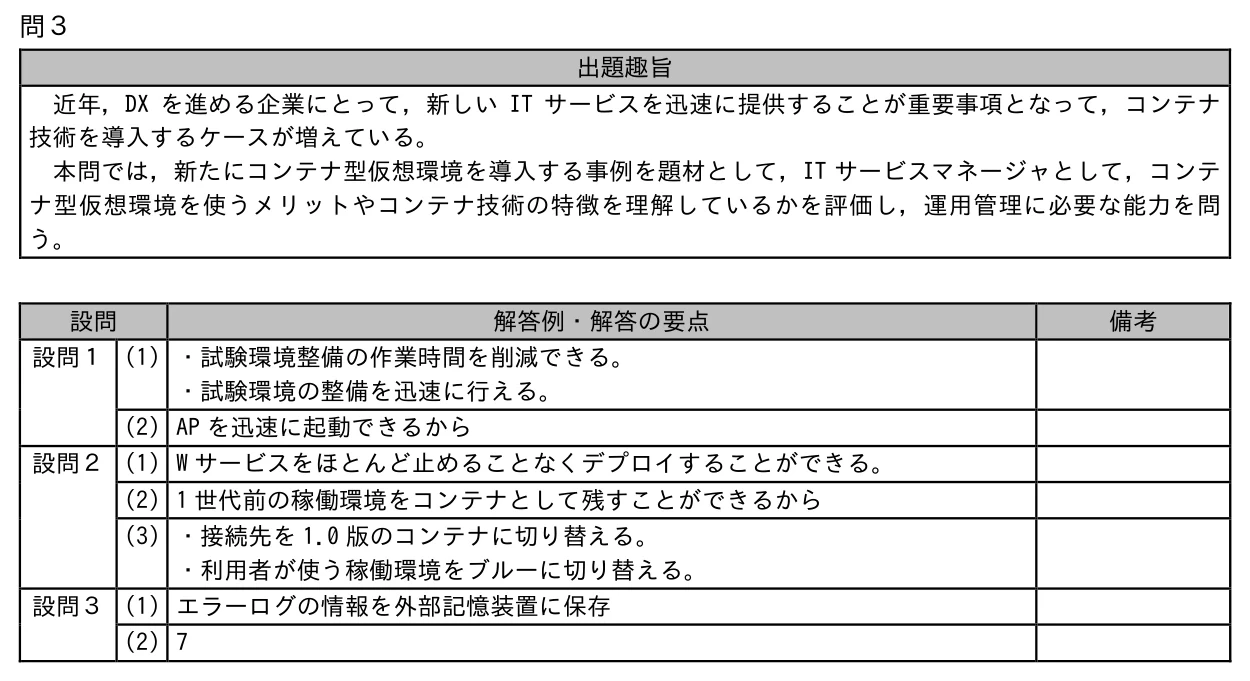 問３
出題趣旨
近年，DX を進める企業にとって，新しい IT サービスを迅速に提供することが重要事項となって，コンテナ
技術を導入するケースが増えている。
本問では，新たにコンテナ型仮想環境を導入する事例を題材として，IT サービスマネージャとして，コンテ
ナ型仮想環境を使うメリットやコンテナ技術の特徴を理解しているかを評価し，運用管理に必要な能力を問
う。
設問 解答例・解答の要点 備考
設問１ (1) ・試験環境整備の作業時間を削減できる。
・試験環境の整備を迅速に行える。
(2) AP を迅速に起動できるから
設問２ (1) W サービスをほとんど止めることなくデプロイすることができる。
(2) 1 世代前の稼働環境をコンテナとして残すことができるから
(3) ・接続先を 1.0 版のコンテナに切り替える。
・利用者が使う稼働環境をブルーに切り替える。
設問３ (1) エラーログの情報を外部記憶装置に保存
(2) 7